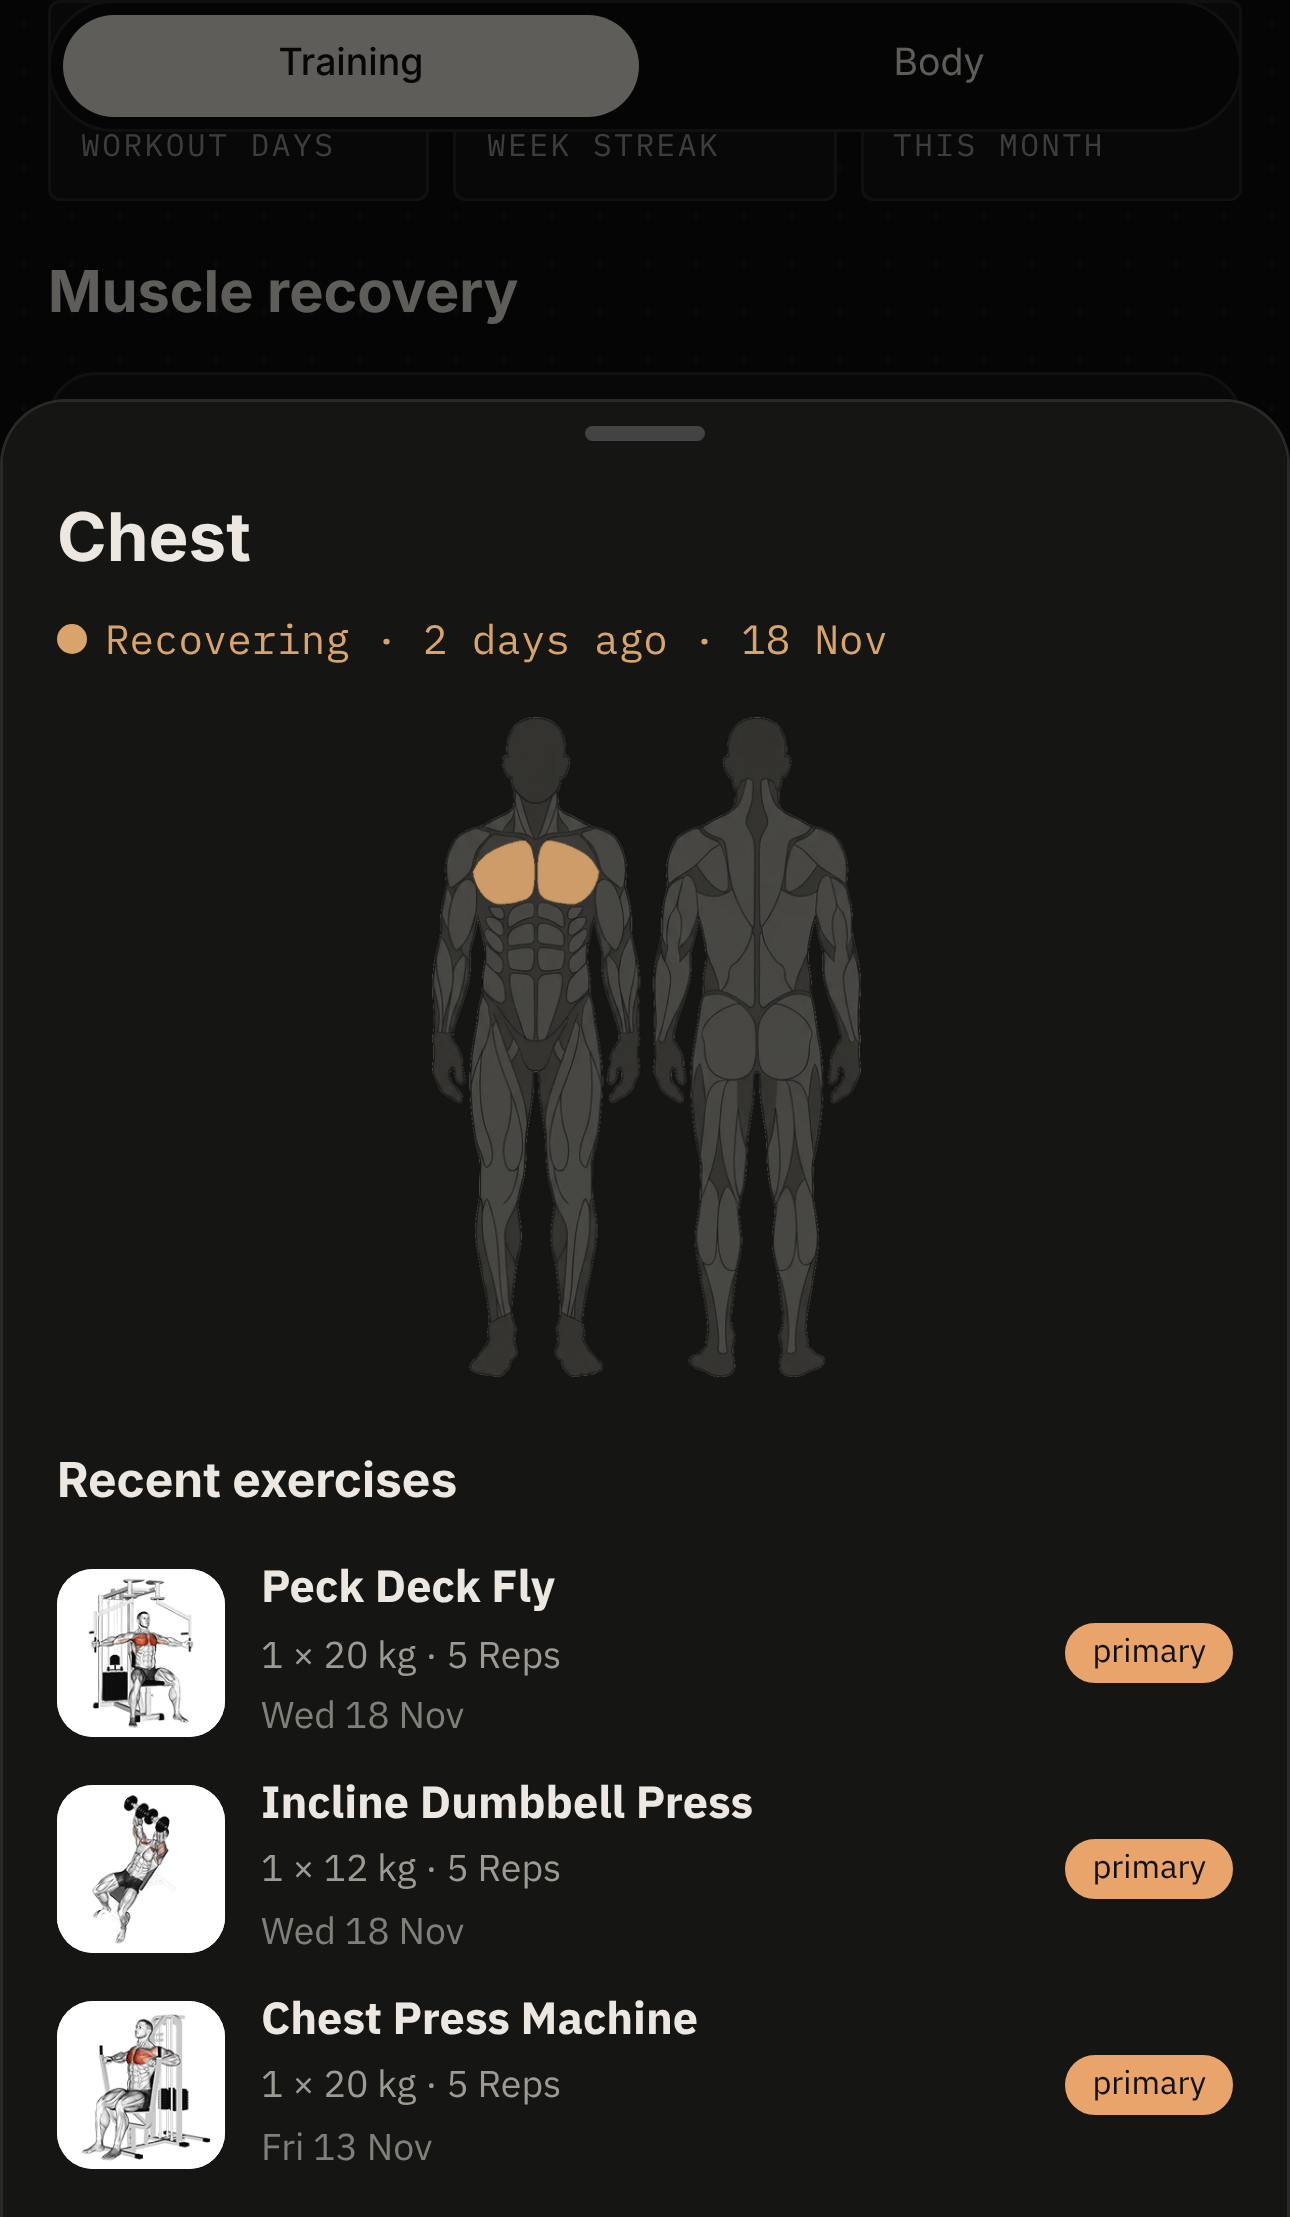 Training
Body
WORKOUT DAYS
WEEK STREAK
THIS MONTH
Muscle recovery
Chest
Recovering · 2 days ago · 18 Nov
Recent exercises
Peck Deck Fly
1 × 20 kg · 5 Reps
primary
Wed 18 Nov
Incline Dumbbell Press
1 × 12 kg · 5 Reps
primary
Wed 18 Nov
Chest Press Machine
1 × 20 kg · 5 Reps
primary
Fri 13 Nov